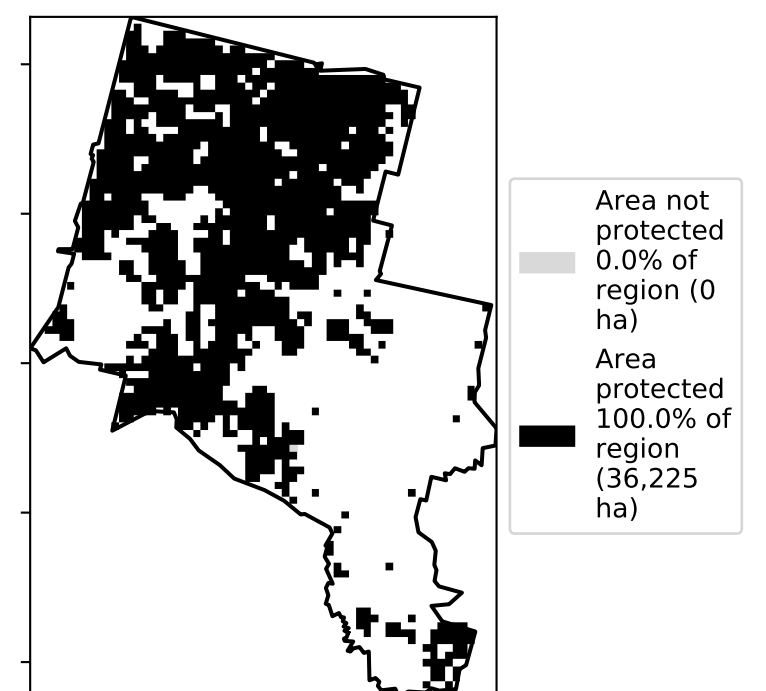 Area not
protected
0.0% of
region (0
ha)
Area
protected
100.0% of
region
(36,225
ha)